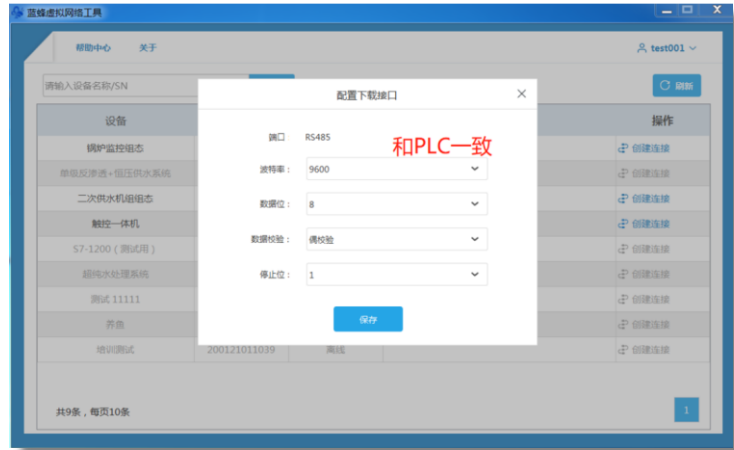 蓝蜂虚拟网络工具
帮助中心 关于 test001
请输入设备名称/SN 刷新
配置下载接口
设备 操作
端口: RS485
和PLC一致
锅炉监控组态 创建连接
波特率: 9600
单级反渗透+恒压供水系统 创建连接
二次供水机组组态 创建连接
数据位: 8
触控一体机 创建连接
数据校验: 偶校验
S7-1200 ( 测试用 ) 创建连接
停止位: 1
超纯水处理系统 创建连接
测试 11111 创建连接
保存
养鱼 创建连接
培训测试 200121011039 离线 创建连接
共9条，每页10条 1